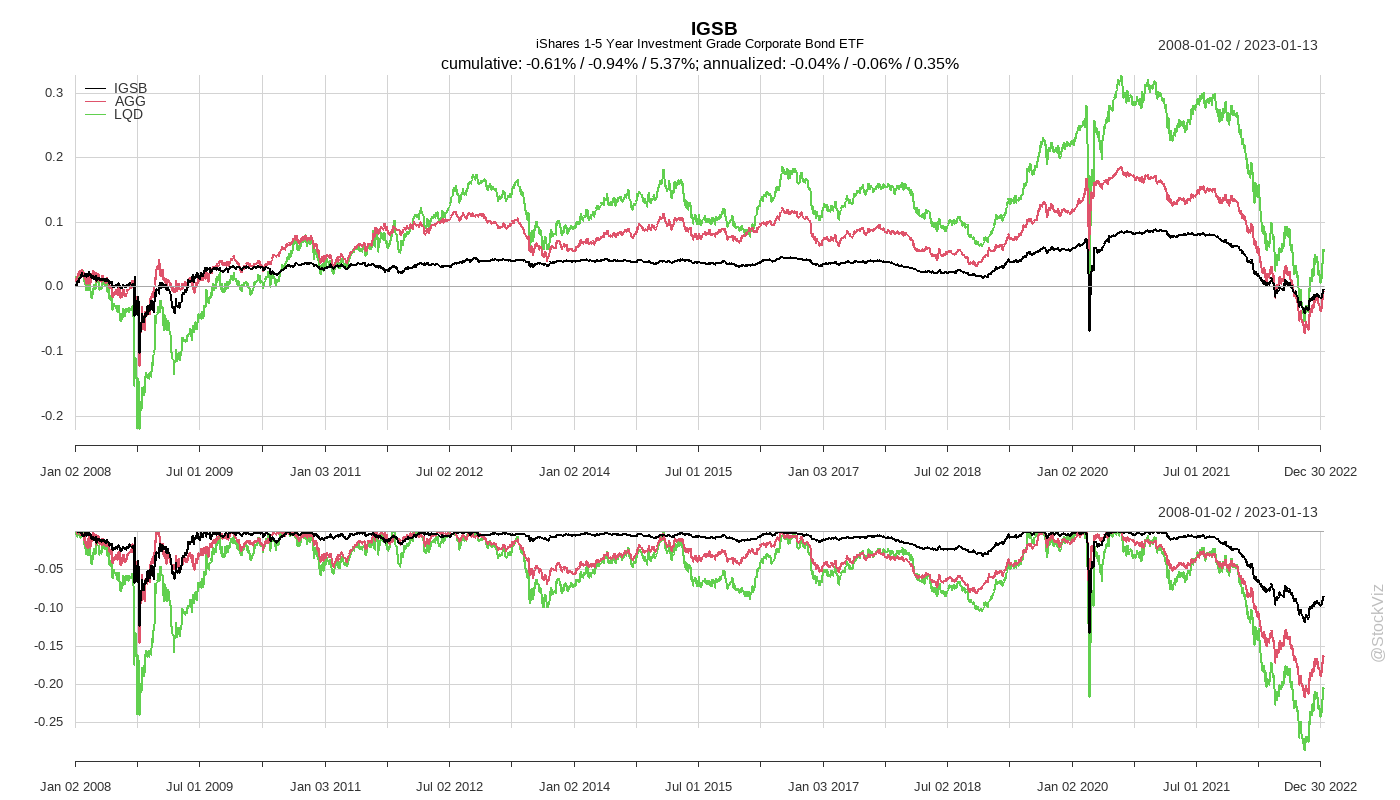 IGSB
iShares 1-5 Year Investment Grade Corporate Bond ETF
2008-01-02 / 2023-01-13
cumulative: -0.61% / -0.94% / 5.37%; annualized: -0.04% / -0.06% / 0.35%
IGSB
AGG
LQD
0.3
0.2
0.1
0.0
-0.1
-0.2
Jan 02 2008 Jul 01 2009 Jan 03 2011 Jul 02 2012 Jan 02 2014 Jul 01 2015 Jan 03 2017 Jul 02 2018 Jan 02 2020 Jul 01 2021 Dec 30 2022
2008-01-02 / 2023-01-13
-0.05
-0.10
-0.15
-0.20
-0.25
@StockViz
Jan 02 2008 Jul 01 2009 Jan 03 2011 Jul 02 2012 Jan 02 2014 Jul 01 2015 Jan 03 2017 Jul 02 2018 Jan 02 2020 Jul 01 2021 Dec 30 2022